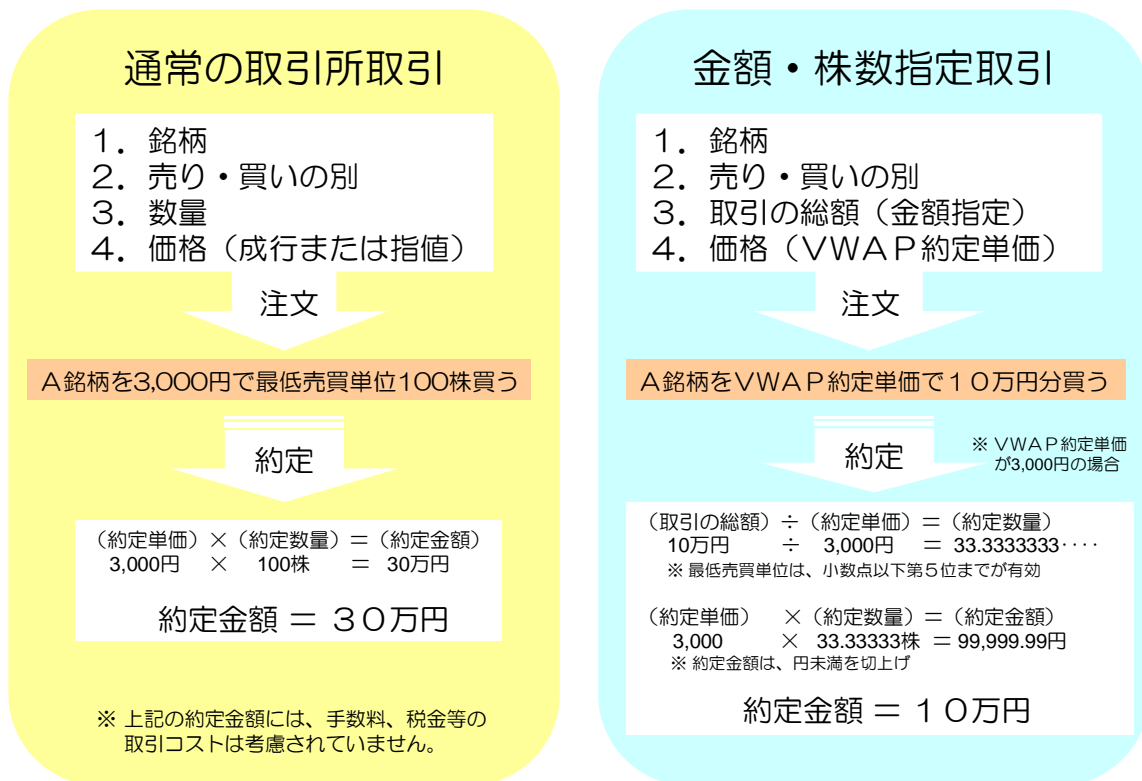 通常の取引所取引
１．銘柄
２．売り・買いの別
３．数量
４．価格（成行または指値）
注文
Ａ銘柄を3,000円で最低売買単位100株買う
約定
（約定単価）×（約定数量）＝（約定金額）
3,000円　×　100株　＝　30万円
約定金額 ＝ ３０万円
※ 上記の約定金額には、手数料、税金等の
取引コストは考慮されていません。
金額・株数指定取引
１．銘柄
２．売り・買いの別
３．取引の総額（金額指定）
４．価格（ＶＷＡＰ約定単価）
注文
Ａ銘柄をＶＷＡＰ約定単価で１０万円分買う
約定
※ ＶＷＡＰ約定単価
が3,000円の場合
（取引の総額）÷（約定単価）＝（約定数量）
10万円　÷　3,000円　＝ 33.3333333‥‥
※ 最低売買単位は、小数点以下第５位までが有効
（約定単価）　×（約定数量）＝（約定金額）
3,000　×　33.33333株 ＝ 99,999.99円
※ 約定金額は、円未満を切上げ
約定金額 ＝ １０万円